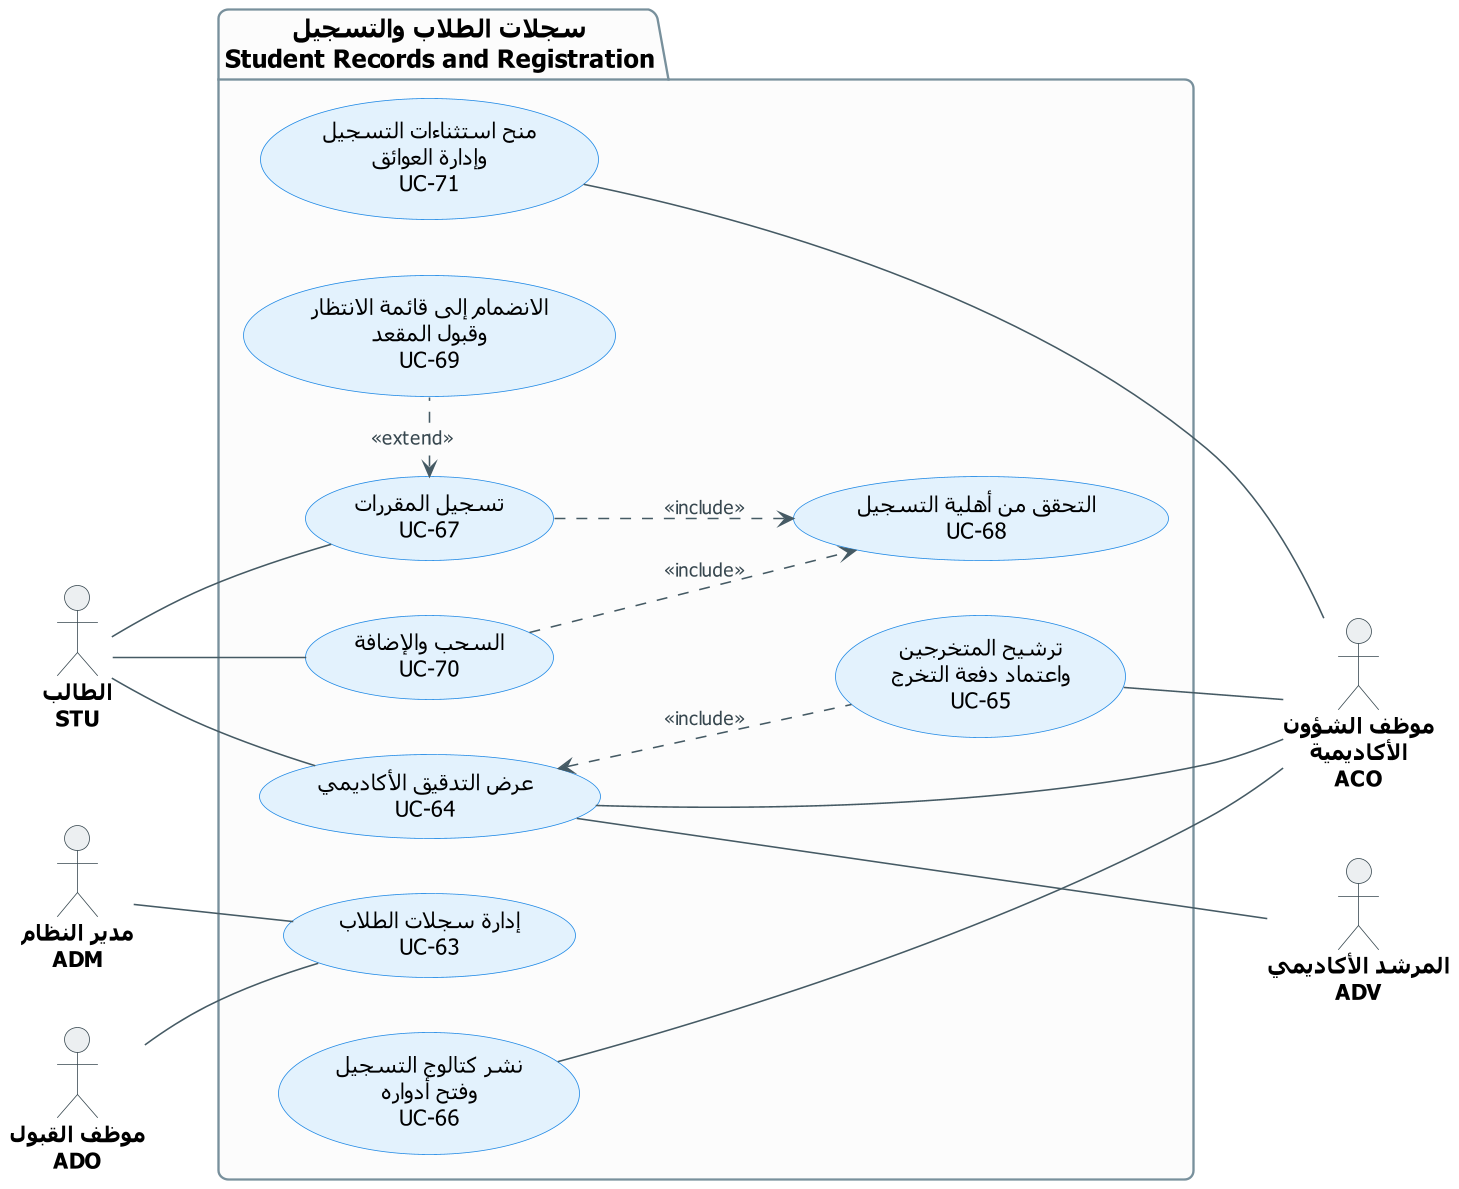 سجلات الطلاب والتسجيل
Student Records and Registration
منح استثناءات التسجيل
وإدارة العوائق
UC-71
الانضمام إلى قائمة الانتظار
وقبول المقعد
UC-69
«extend»
تسجيل المقررات
UC-67
«include»
التحقق من أهلية التسجيل
UC-68
«include»
السحب والإضافة
UC-70
ترشيح المتخرجين
واعتماد دفعة التخرج
UC-65
«include»
عرض التدقيق الأكاديمي
UC-64
إدارة سجلات الطلاب
UC-63
نشر كتالوج التسجيل
وفتح أدواره
UC-66
الطالب
STU
مدير النظام
ADM
موظف القبول
ADO
موظف الشؤون
الأكاديمية
ACO
المرشد الأكاديمي
ADV